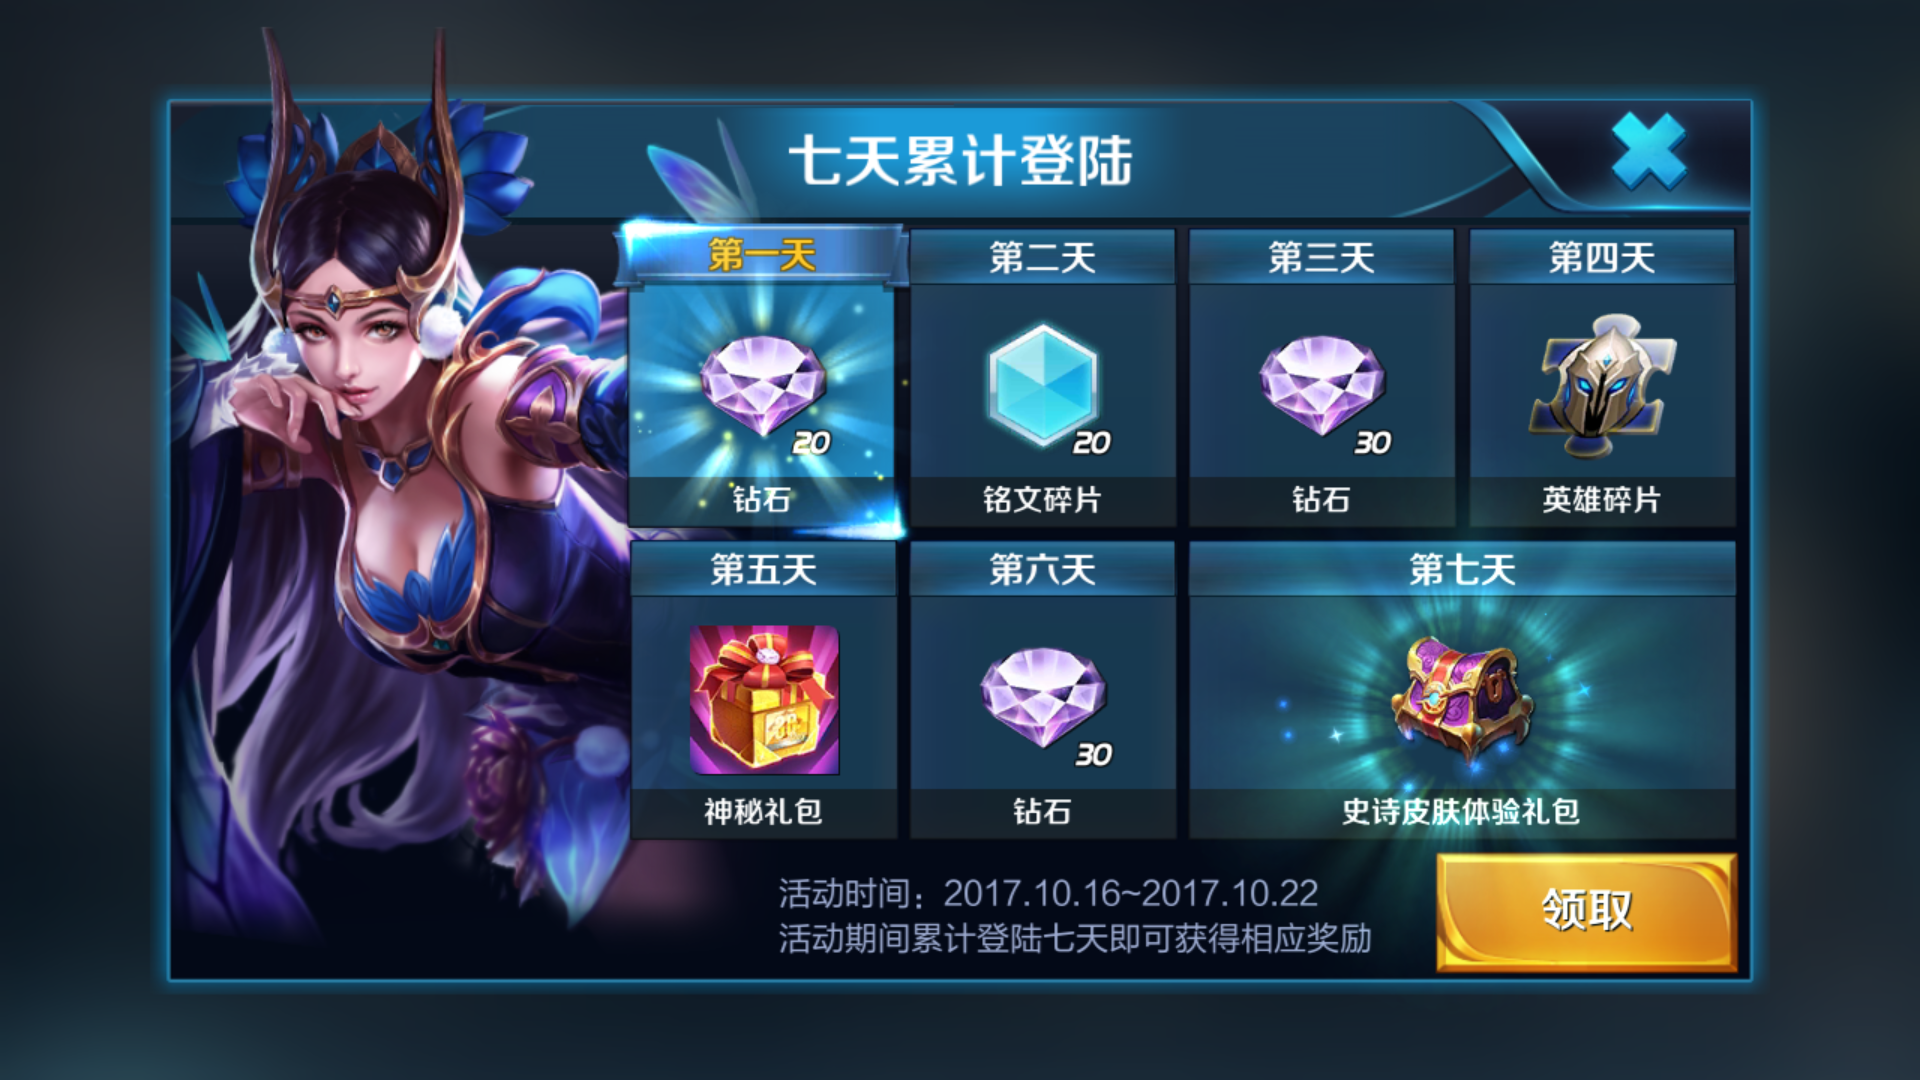 七天累计登陆
第一天
第二天
第三天
第四天
20
20
30
钻石
铭文碎片
钻石
英雄碎片
第五天
第六天
第七天
30
神秘礼包
钻石
史诗皮肤体验礼包
活动时间：2017.10.16~2017.10.22
活动期间累计登陆七天即可获得相应奖励
领取